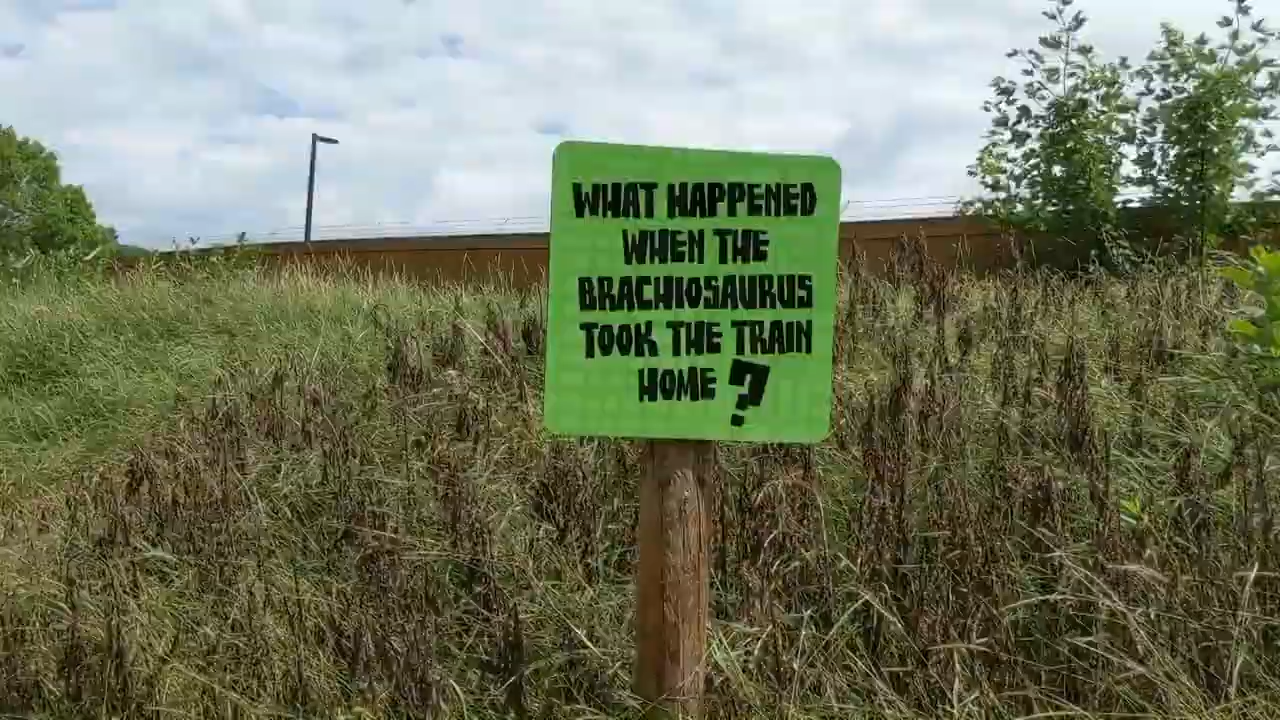 WHAT HAPPENED
WHEN THE
BRACHIOSAURUS
TOOK THE TRAIN
HOME?